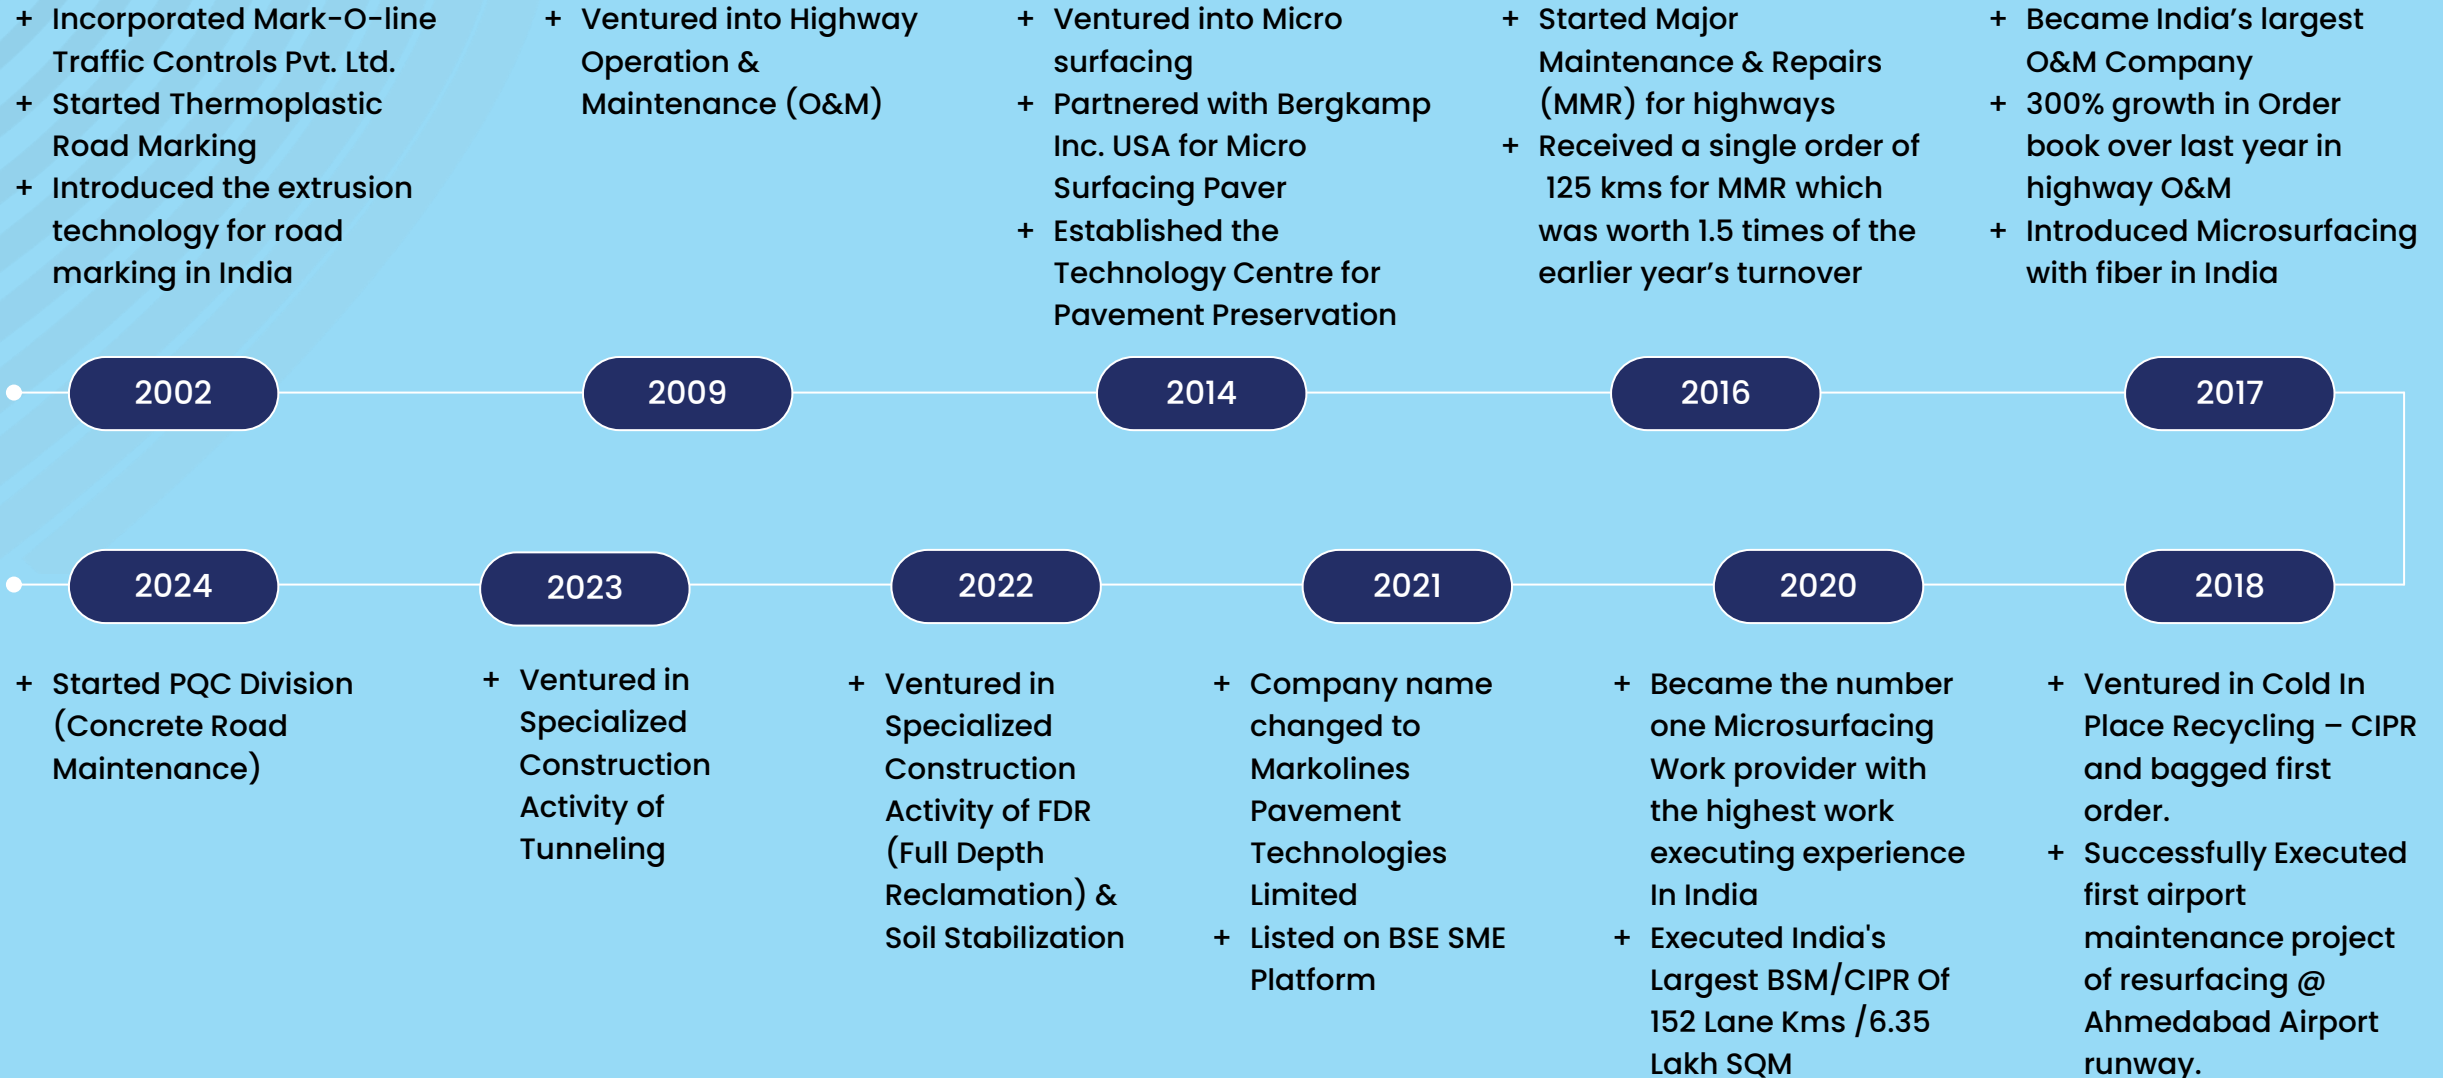 + Incorporated Mark-O-line
Traffic Controls Pvt. Ltd.
+ Started Thermoplastic
Road Marking
+ Introduced the extrusion
technology for road
marking in India
+ Ventured into Highway
Operation &
Maintenance (O&M)
+ Ventured into Micro
surfacing
+ Partnered with Bergkamp
Inc. USA for Micro
Surfacing Paver
+ Established the
Technology Centre for
Pavement Preservation
+ Started Major
Maintenance & Repairs
(MMR) for highways
+ Received a single order of
125 kms for MMR which
was worth 1.5 times of the
earlier year’s turnover
+ Became India’s largest
O&M Company
+ 300% growth in Order
book over last year in
highway O&M
+ Introduced Microsurfacing
with fiber in India
2002
2009
2014
2016
2017
2024
2023
2022
2021
2020
2018
+ Started PQC Division
(Concrete Road
Maintenance)
+ Ventured in
Specialized
Construction
Activity of
Tunneling
+ Ventured in
Specialized
Construction
Activity of FDR
(Full Depth
Reclamation) &
Soil Stabilization
+ Company name
changed to
Markolines
Pavement
Technologies
Limited
+ Listed on BSE SME
Platform
+ Became the number
one Microsurfacing
Work provider with
the highest work
executing experience
In India
+ Executed India's
Largest BSM/CIPR Of
152 Lane Kms /6.35
Lakh SQM
+ Ventured in Cold In
Place Recycling – CIPR
and bagged first
order.
+ Successfully Executed
first airport
maintenance project
of resurfacing @
Ahmedabad Airport
runway.